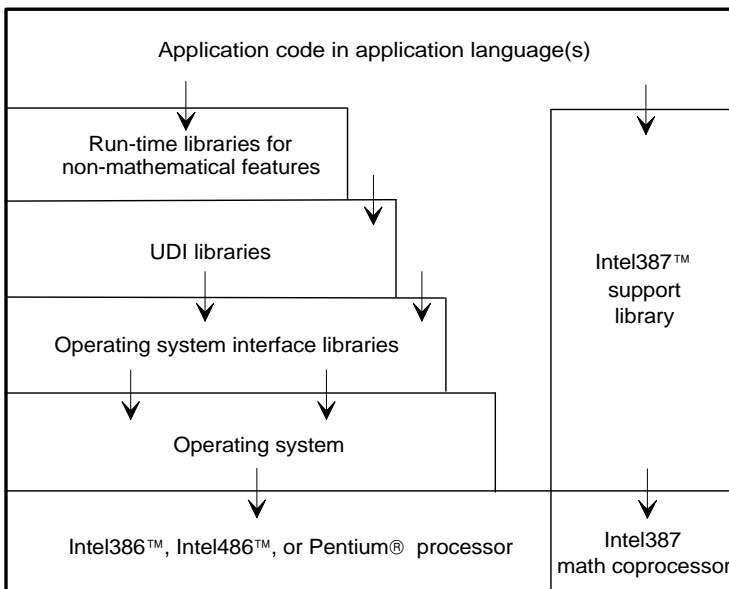 Application code in application language(s)
Run-time libraries for
non-mathematical features
UDI libraries
Operating system interface libraries
Operating system
Intel386™, Intel486™, or Pentium® processor
Intel387™
support
library
Intel387
math coprocessor